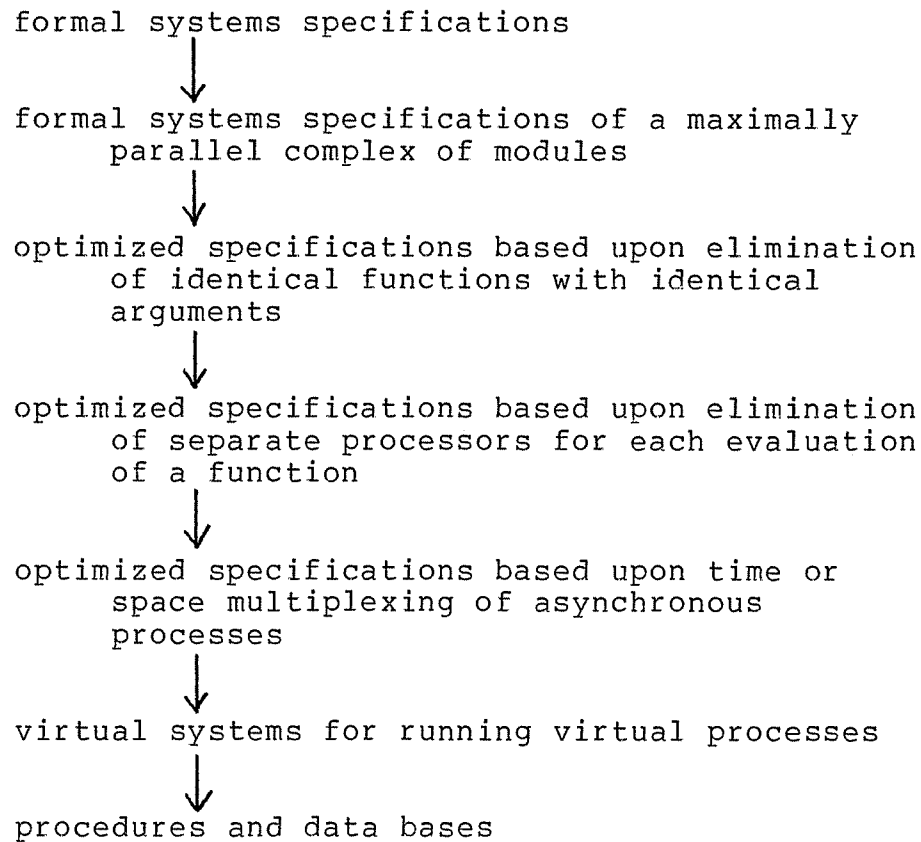 formal systems specifications
formal systems specifications of a maximally
parallel complex of modules
optimized specifications based upon elimination
of identical functions with identical
arguments
optimized specifications based upon elimination
of separate processors for each evaluation
of a function
optimized specifications based upon time or
space multiplexing of asynchronous
processes
virtual systems for running virtual processes
procedures and data bases